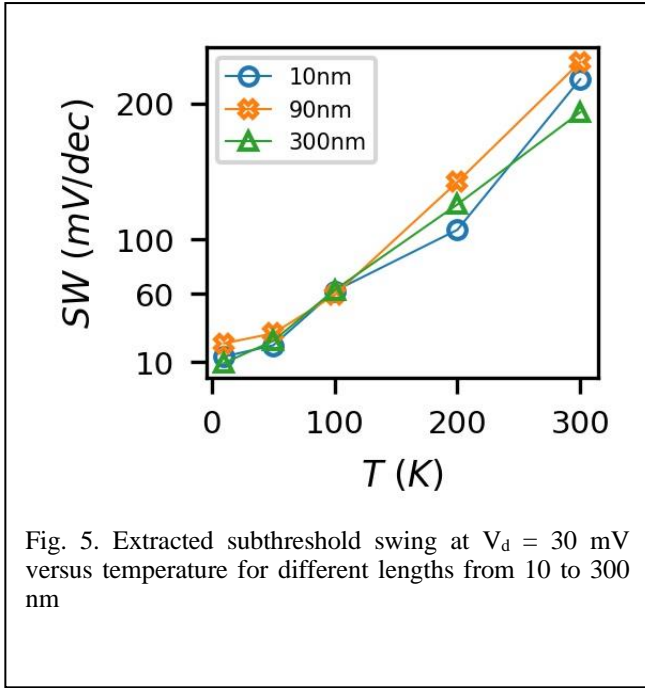 10nm
90nm
300nm
SW (mV/dec)
200
100
60
10
0
100
200
300
T (K)
Fig. 5. Extracted subthreshold swing at Vd = 30 mV
versus temperature for different lengths from 10 to 300
nm